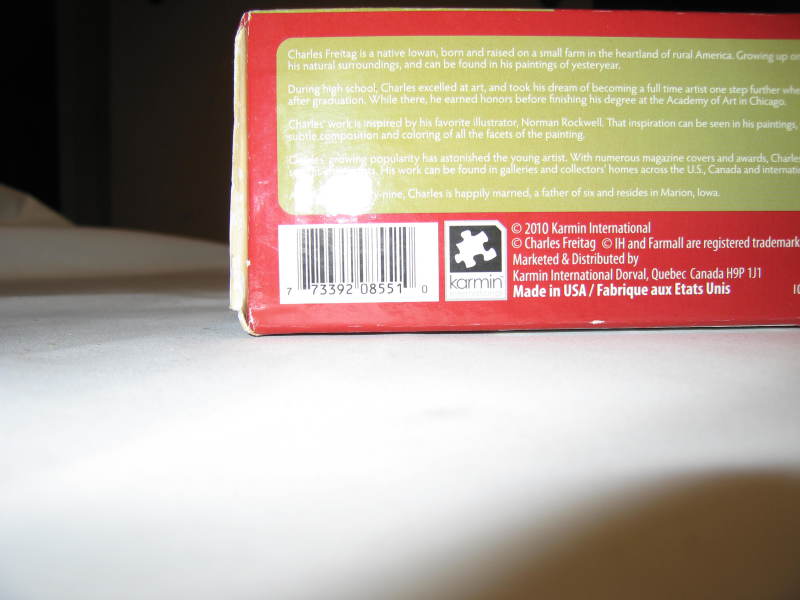 Charles Freitag is a native Iowan, born and raised on a small farm in the heartland of rural America. Growing up on
his natural surroundings, and can be found in his paintings of yesteryear.
During high school, Charles excelled at art, and took his dream of becoming a full time artist one step further whe
after graduation. While there, he earned honors before finishing his degree at the Academy of Art in Chicago.
Charles' work is inspired by his favorite illustrator, Norman Rockwell. That inspiration can be seen in his paintings,
subtle composition and coloring of all the facets of the painting.
growing popularity has astonished the young artist. With numerous magazine covers and awards, Charles
His work can be found in galleries and collectors' homes across the U.S., Canada and internatio
-nine, Charles is happily married, a father of six and resides in Marion, Iowa.
© 2010 Karmin International
© Charles Freitag © IH and Farmall are registered trademark
Marketed & Distributed by
Karmin International Dorval, Quebec Canada H9P 1J1
Made in USA / Fabrique aux Etats Unis
karmin
7 73392 08551 0